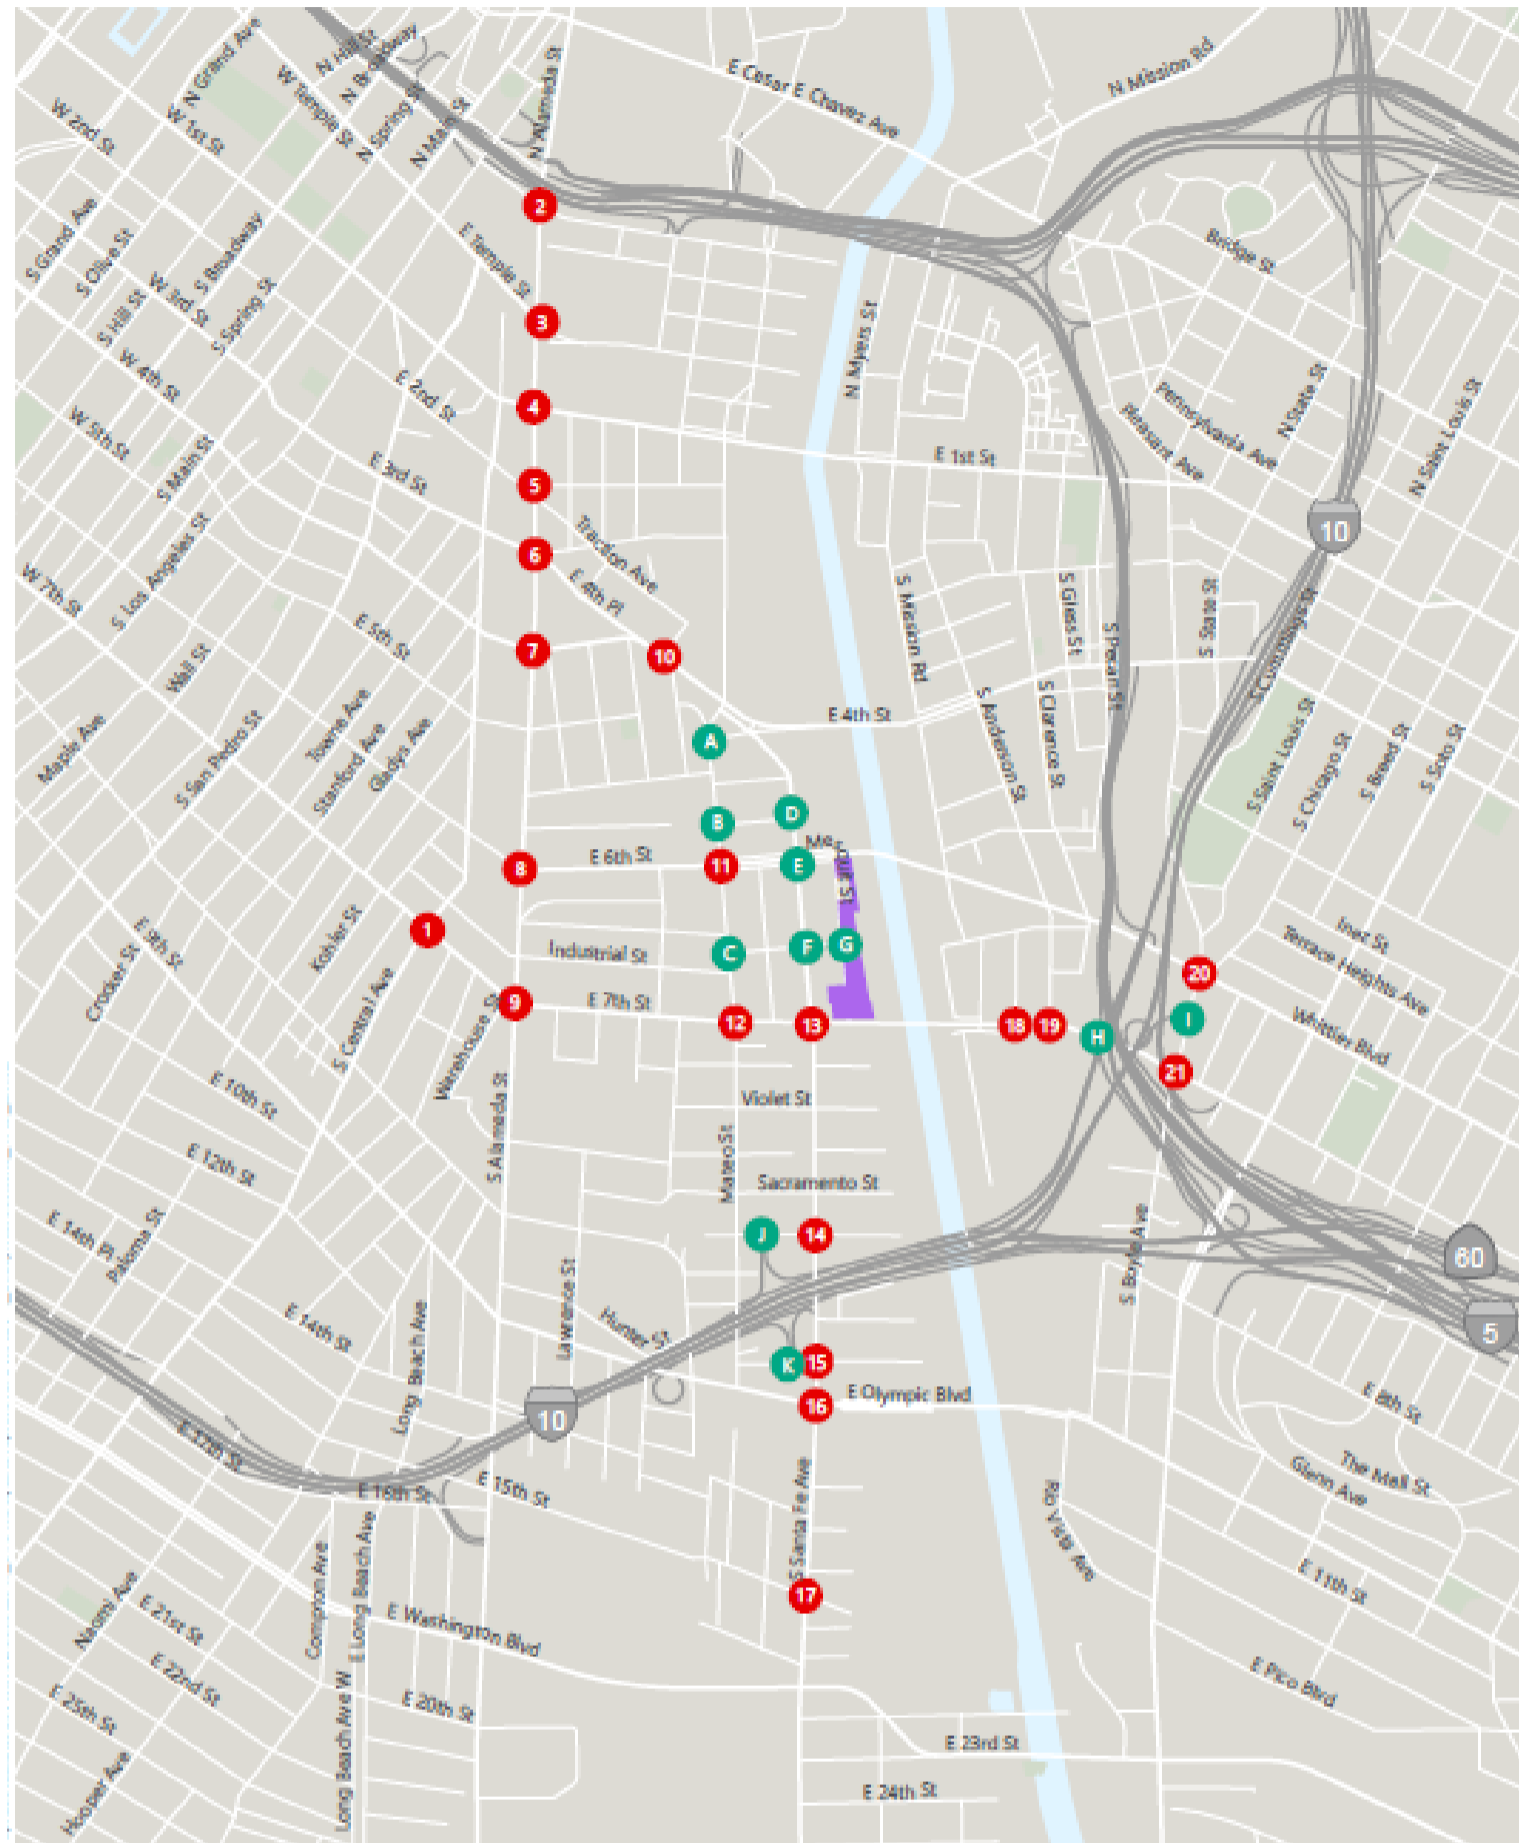 N Grand Ave
N Hill St
N Broadway
W Temple St
N Spring St
N Main St
N Alameda St
E Cesar E Chavez Ave
N Mission Rd
W 2nd St
W 1st St
2
S Grand Ave
S Olive St
S Broadway
E Temple St
Bridge St
W 3rd St
S Hill St
S Spring St
3
N Myers St
W 4th St
E 2nd St
4
Pennsylvania Ave
N State St
Pleasant Ave
N Saint Louis St
W 5th St
S Main St
E 3rd St
E 1st St
5
10
S Los Angeles St
Traction Ave
6
W 7th St
E 4th Pl
S Mission Rd
S Gless St
S Pecan St
S State St
S Cummings St
E 5th St
7
10
Wall St
Towne Ave
Stanford Ave
Gladys Ave
Maple Ave
S San Pedro St
A
E 4th St
S Anderson St
S Clarence St
S Saint Louis St
S Chicago St
S Breed St
S Soto St
B
D
E 6th St
8
11
E
1
Kohler St
E 9th St
Crocker St
Industrial St
C
F
G
Inez St
Terrace Heights Ave
20
S Central Ave
Warehouse St
9
E 7th St
12
13
18
19
H
I
Whittier Blvd
21
E 10th St
S Alameda St
Violet St
Mateo St
E 12th St
Sacramento St
E 14th Pl
Paloma St
J
14
S Boyle Ave
60
E 14th St
Long Beach Ave
Lawrence St
Hunter St
5
K
15
16
E Olympic Blvd
10
E 8th St
E 17th St
E 16th St
E 15th St
S Santa Fe Ave
The Mall St
Glenn Ave
Rio Vista Ave
Compton Ave
E Long Beach Ave
17
E 11th St
Naomi Ave
E 21st St
E Washington Blvd
E 22nd St
E Pico Blvd
E 25th St
Long Beach Ave W
E 20th St
E 23rd St
Hooper Ave
E 24th St